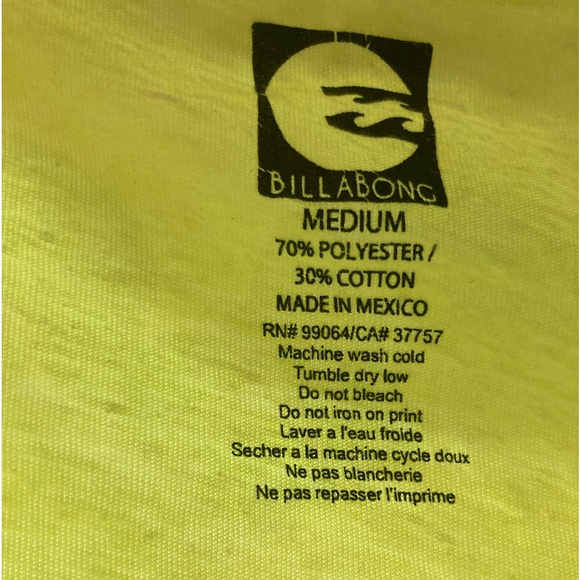 BILLABONG
MEDIUM
70% POLYESTER /
30% COTTON
MADE IN MEXICO
RN# 99064/CA# 37757
Machine wash cold
Tumble dry low
Do not bleach
Do not iron on print
Laver a l'eau froide
Secher a la machine cycle doux
Ne pas blancherie
Ne pas repasser l'imprime